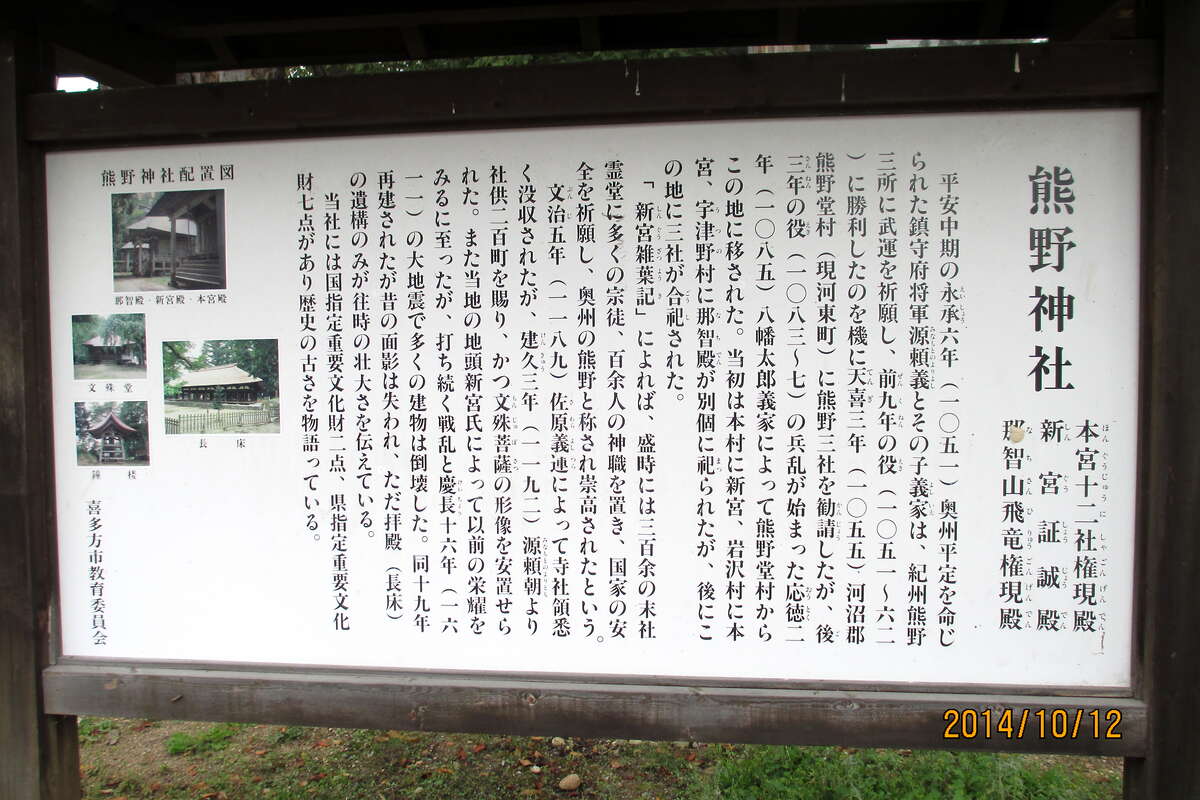 熊野神社
本宮十二社権現殿
新宮証誠殿
那智山飛竜権現殿
平安中期の永承六年（一〇五一）奥州平定を命じ
られた鎮守府将軍源頼義とその子義家は、紀州熊野
三所に武運を祈願し、前九年の役（一〇五一～六二
）に勝利したのを機に天喜三年（一〇五五）河沼郡
熊野堂村（現河東町）に熊野三社を勧請したが、後
三年の役（一〇八三～七）の兵乱が始まった応徳二
年（一〇八五）八幡太郎義家によって熊野堂村から
この地に移された。当初は本村に新宮、岩沢村に本
宮、宇津野村に那智殿が別個に祀られたが、後にこ
の地に三社が合祀された。
「新宮雑葉記」によれば、盛時には三百余の末社
霊堂に多くの宗徒、百余人の神職を置き、国家の安
全を祈願し、奥州の熊野と称され崇高されたという。
文治五年（一一八九）佐原義連によって寺社領悉
く没収されたが、建久三年（一一九二）源頼朝より
社供二百町を賜り、かつ文殊菩薩の形像を安置せら
れた。また当地の地頭新宮氏によって以前の栄耀を
みるに至ったが、打ち続く戦乱と慶長十六年（一六
一一）の大地震で多くの建物は倒壊した。同十九年
再建されたが昔の面影は失われ、ただ拝殿（長床）
の遺構のみが往時の壮大さを伝えている。
当社には国指定重要文化財二点、県指定重要文化
財七点があり歴史の古さを物語っている。
熊野神社配置図
那智殿・新宮殿・本宮殿
文殊堂
長床
鐘楼
喜多方市教育委員会
2014/10/12